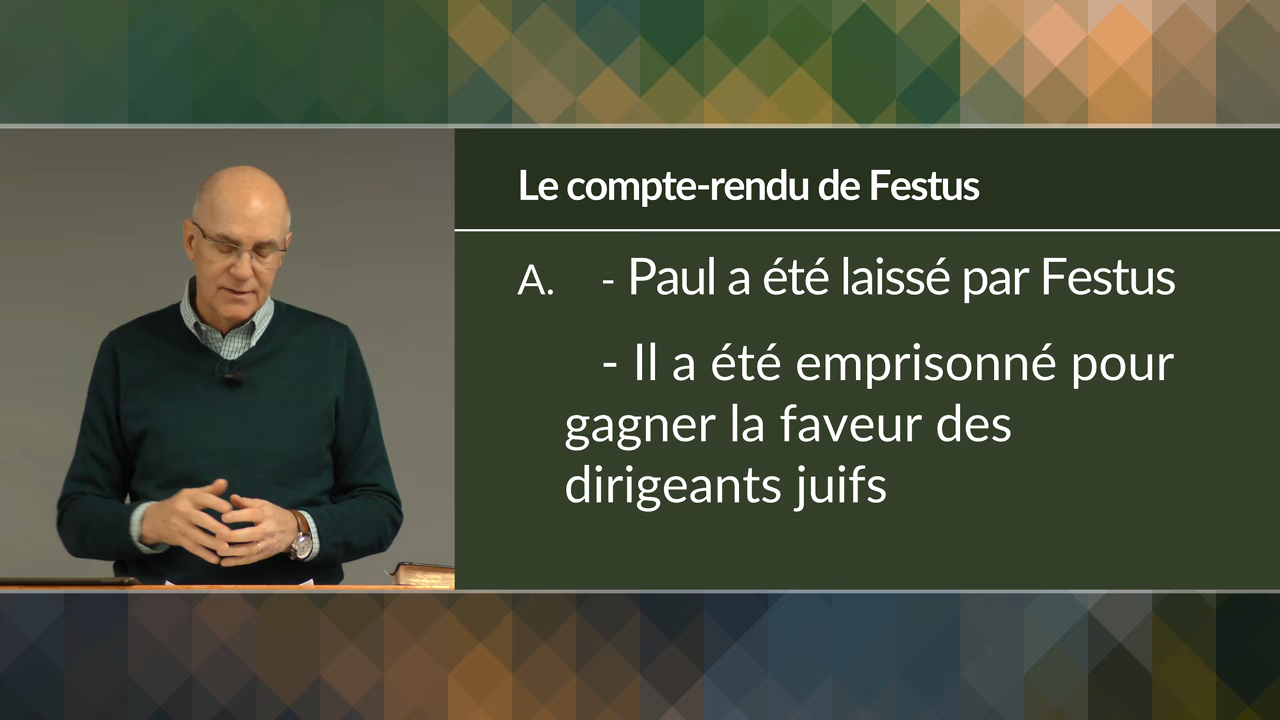 Le compte-rendu de Festus
A. - Paul a été laissé par Festus
- Il a été emprisonné pour
gagner la faveur des
dirigeants juifs